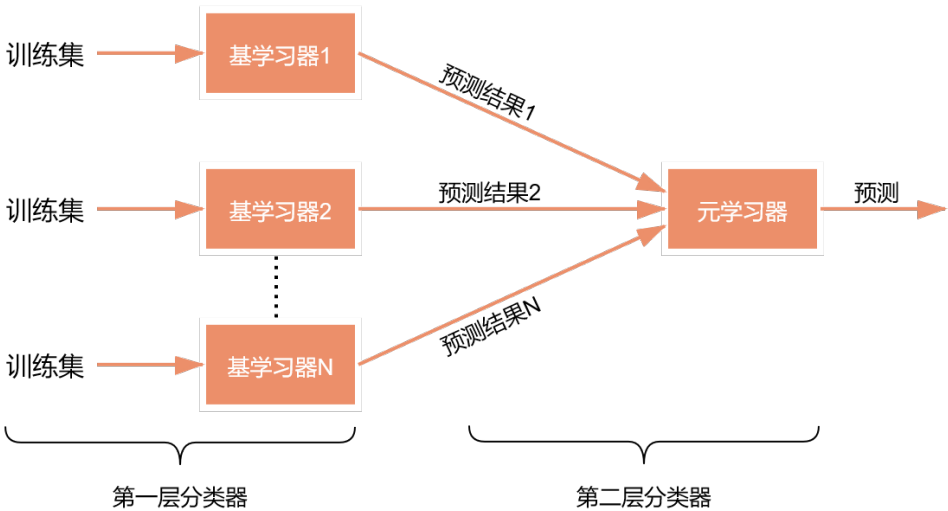 训练集
基学习器1
预测结果1
训练集
基学习器2
预测结果2
元学习器
预测
训练集
基学习器N
预测结果N
第一层分类器
第二层分类器